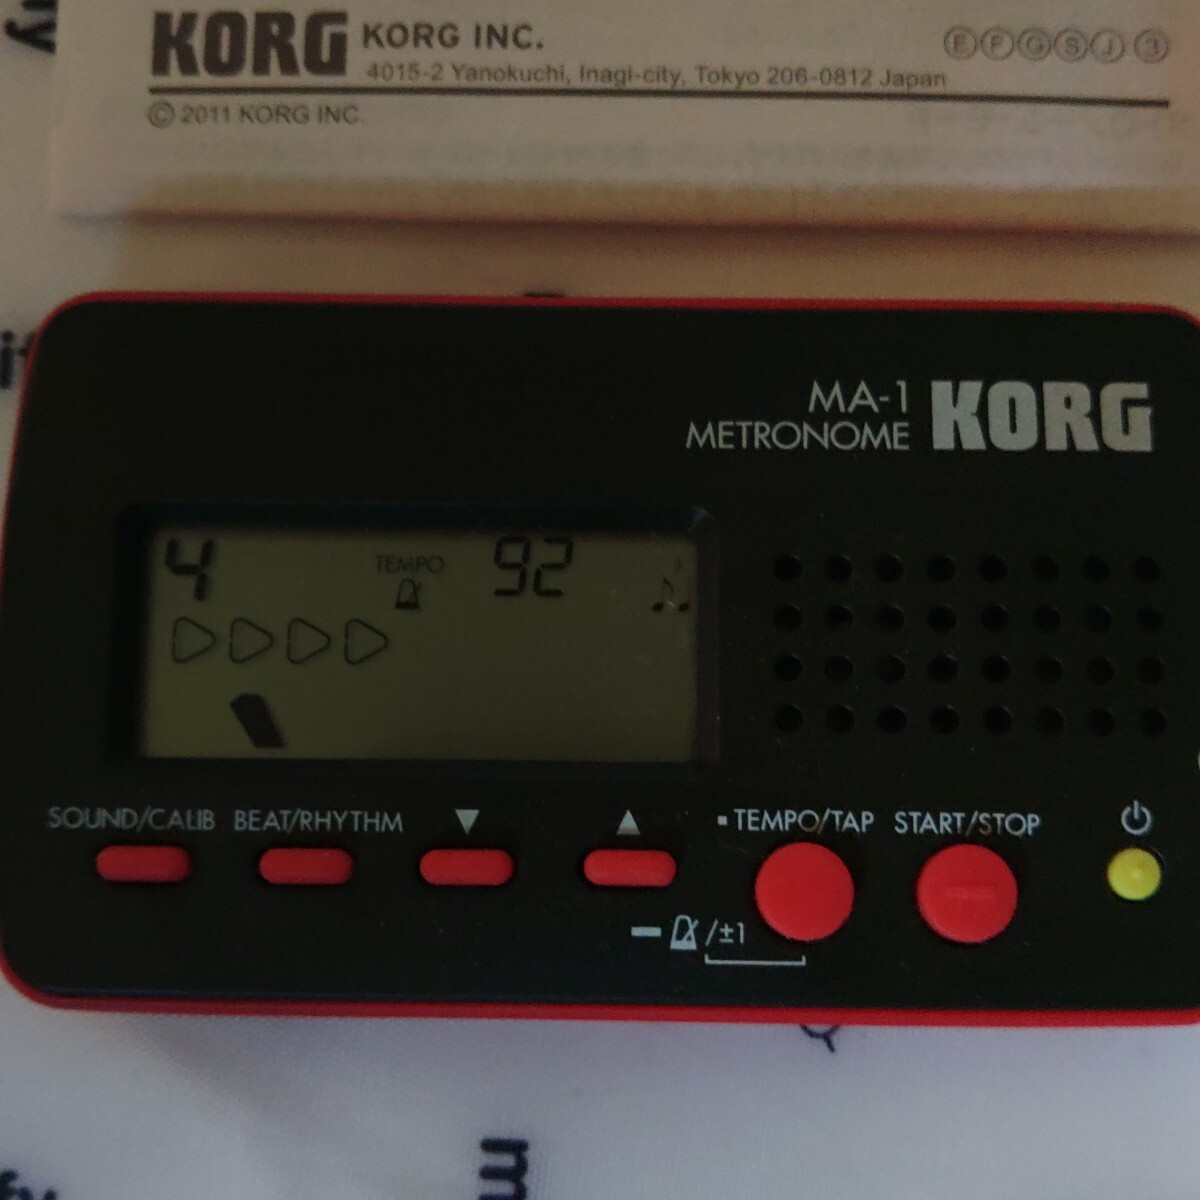 KORG KORG INC. Ⓔ Ⓕ Ⓖ Ⓢ Ⓙ ③
4015-2 Yanokuchi, Inagi-city, Tokyo 206-0812 Japan
© 2011 KORG INC.
MA-1
METRONOME KORG
4 TEMPO 92
SOUND/CALIB BEAT/RHYTHM ▼ ▲ TEMPO/TAP START/STOP
/±1
m